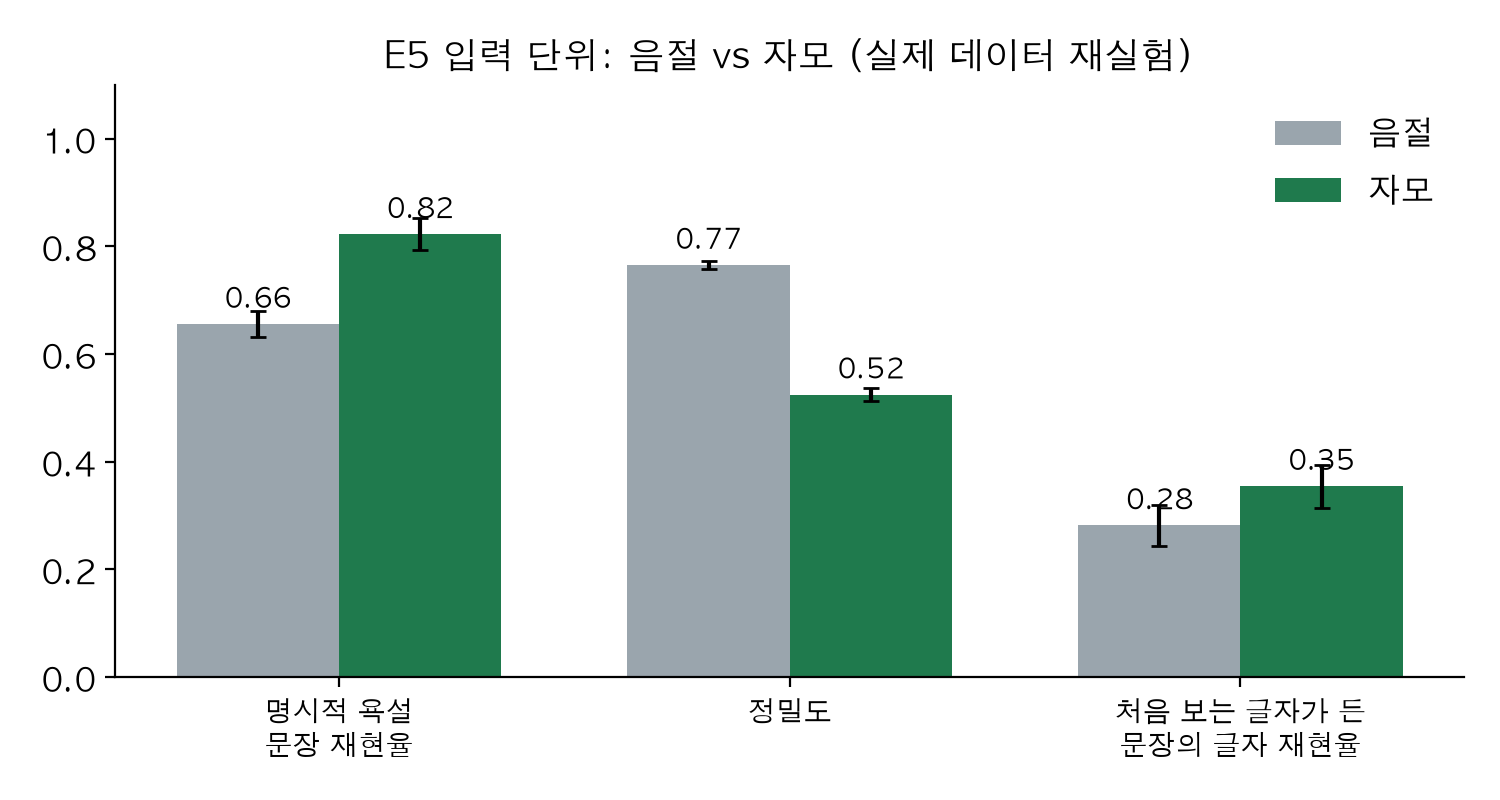 E5 입력 단위: 음절 vs 자모 (실제 데이터 재실험)
음절
자모
1.0
0.8
0.6
0.4
0.2
0.0
0.66
0.82
0.77
0.52
0.28
0.35
명시적 욕설
문장 재현율
정밀도
처음 보는 글자가 든
문장의 글자 재현율